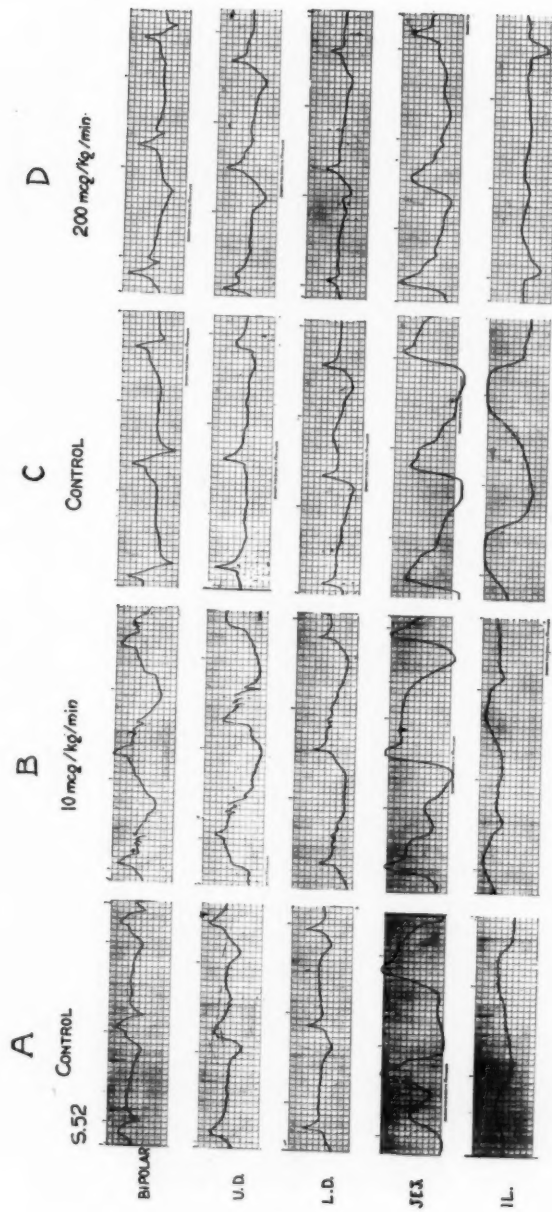 A
B
C
D
S.52
CONTROL
10 mcg/kg/min
CONTROL
200 mcg/kg/min.
BIPOLAR
U.D.
L.D.
JEJ.
IL.